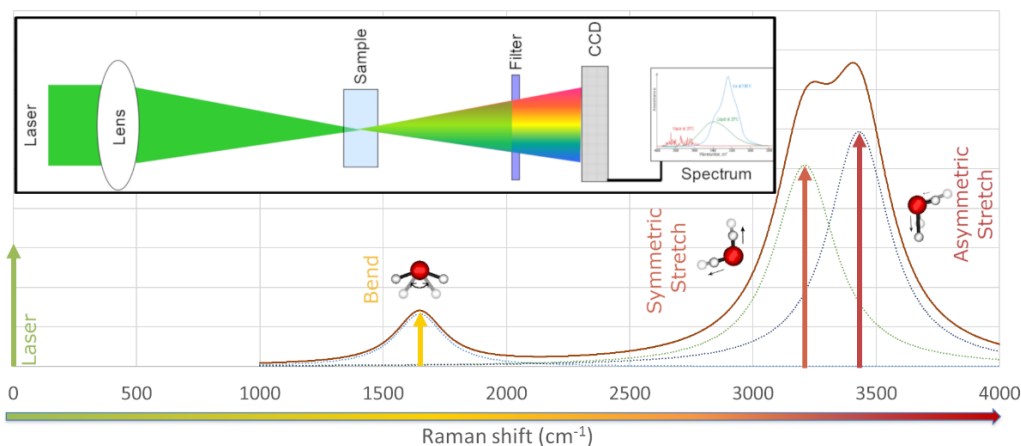 Laser
Lens
Sample
Filter
CCD
Spectrum
Laser
Bend
Symmetric
Stretch
Asymmetric
Stretch
0
500
1000
1500
2000
2500
3000
3500
4000
Raman shift (cm⁻¹)